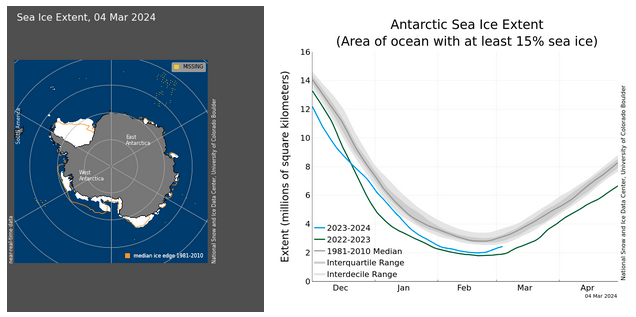 Sea Ice Extent, 04 Mar 2024
MISSING
South America
East
Antarctica
West
Antarctica
near-real-time data
median ice edge 1981-2010
National Snow and Ice Data Center, University of Colorado Boulder
Antarctic Sea Ice Extent
(Area of ocean with at least 15% sea ice)
Extent (millions of square kilometers)
16
14
12
10
8
6
4
2
0
2023-2024
2022-2023
1981-2010 Median
Interquartile Range
Interdecile Range
Dec
Jan
Feb
Mar
Apr
04 Mar 2024
National Snow and Ice Data Center, University of Colorado Boulder